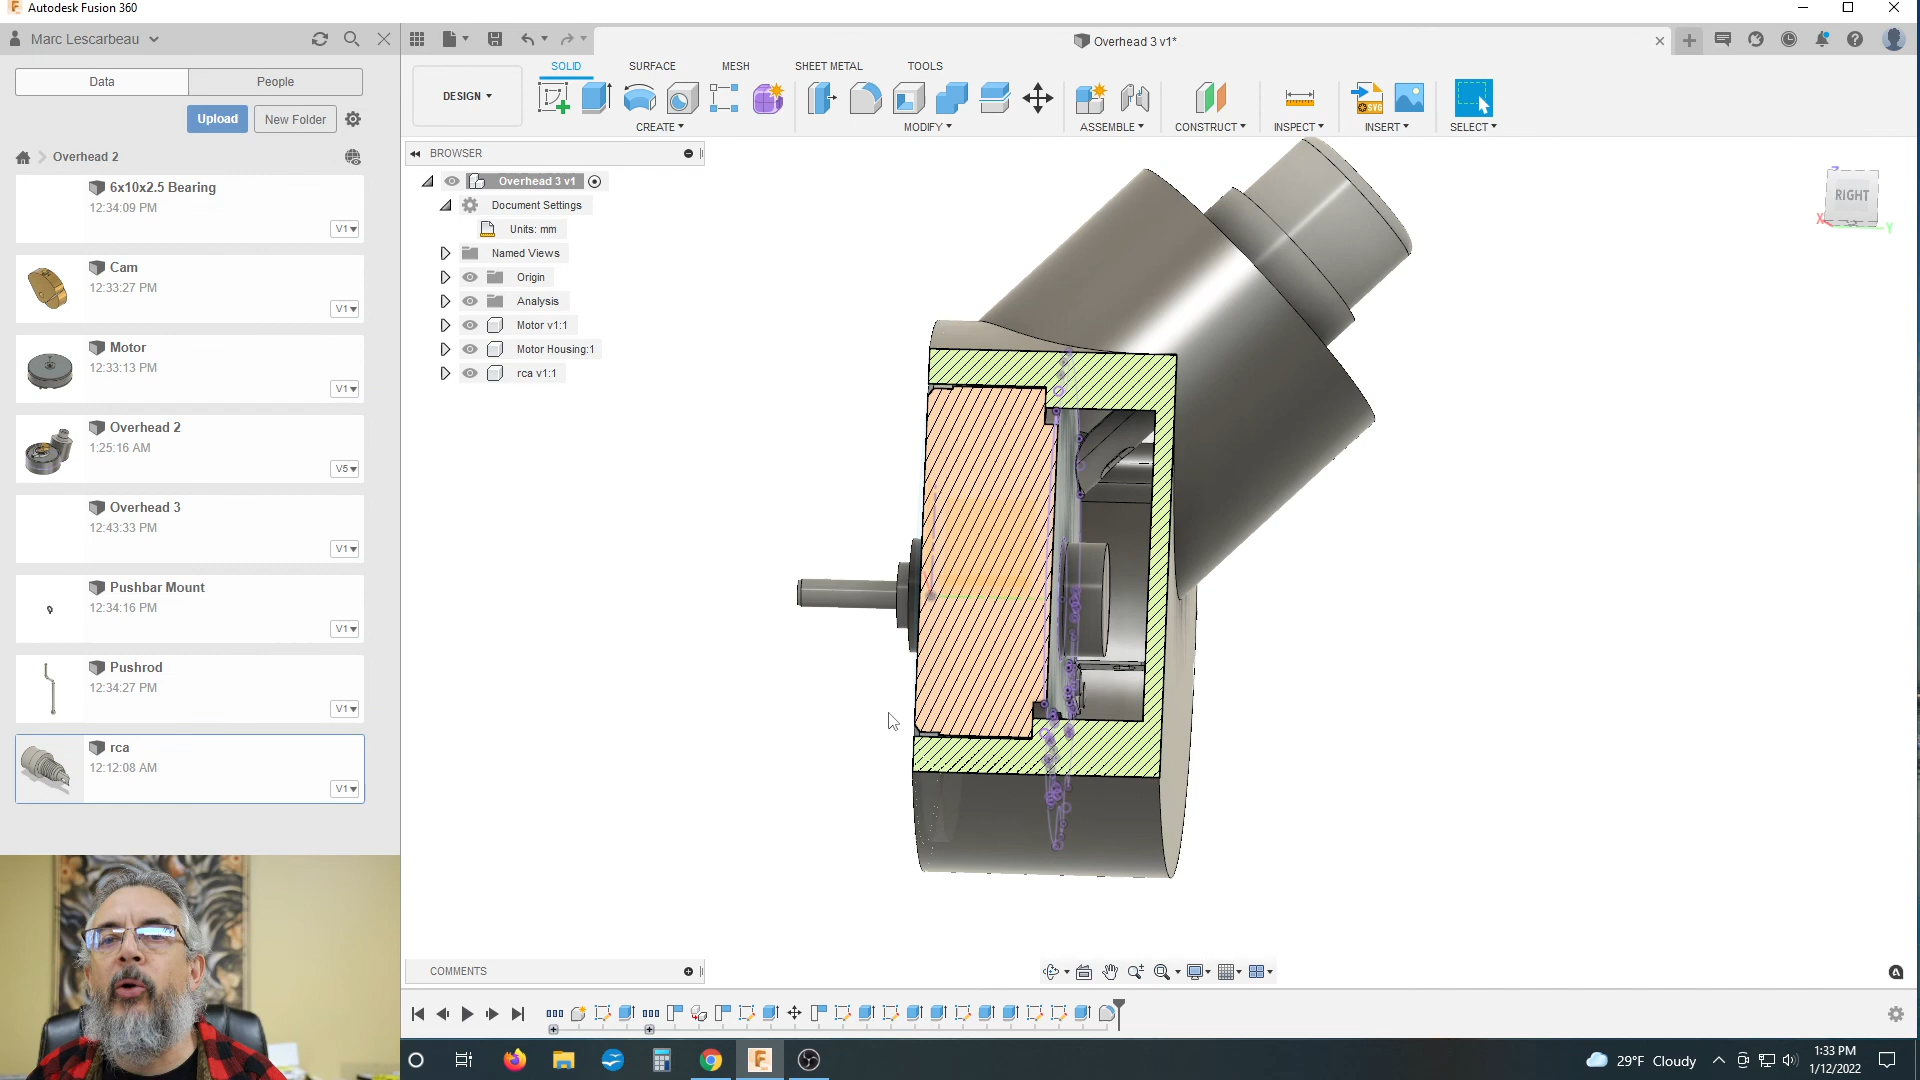 Autodesk Fusion 360
Marc Lescarbeau
Overhead 3 v1*
Data
People
SOLID
SURFACE
MESH
SHEET METAL
TOOLS
DESIGN
Upload
New Folder
CREATE
MODIFY
ASSEMBLE
CONSTRUCT
INSPECT
INSERT
SVG
SELECT
Overhead 2
BROWSER
6x10x2.5 Bearing
12:34:09 PM
V1
Cam
12:33:27 PM
V1
Motor
12:33:13 PM
V1
Overhead 2
1:25:16 AM
V5
Overhead 3
12:43:33 PM
V1
Pushbar Mount
12:34:16 PM
V1
Pushrod
12:34:27 PM
V1
rca
12:12:08 AM
V1
Overhead 3 v1
Document Settings
Units: mm
Named Views
Origin
Analysis
Motor v1:1
Motor Housing:1
rca v1:1
Z
RIGHT
X
Y
COMMENTS
29°F Cloudy
1:33 PM
1/12/2022